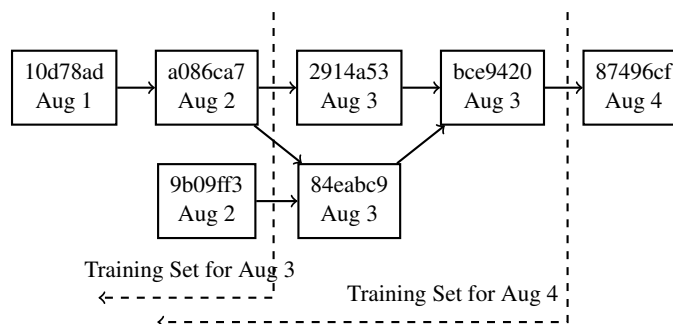 10d78ad
Aug 1
a086ca7
Aug 2
2914a53
Aug 3
bce9420
Aug 3
87496cf
Aug 4
9b09ff3
Aug 2
84eabc9
Aug 3
Training Set for Aug 3
Training Set for Aug 4